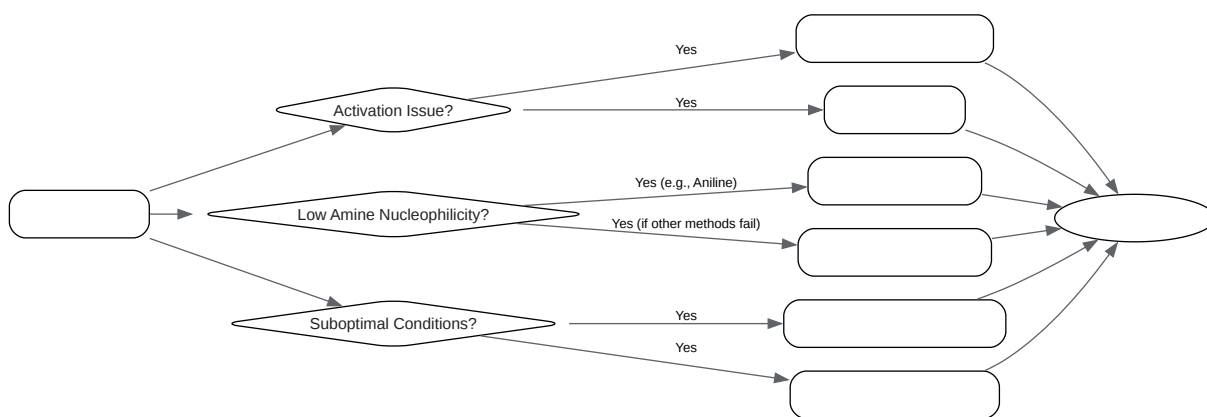 Yes
Activation Issue?
Yes
Yes (e.g., Aniline)
Low Amine Nucleophilicity?
Yes (if other methods fail)
Suboptimal Conditions?
Yes
Yes